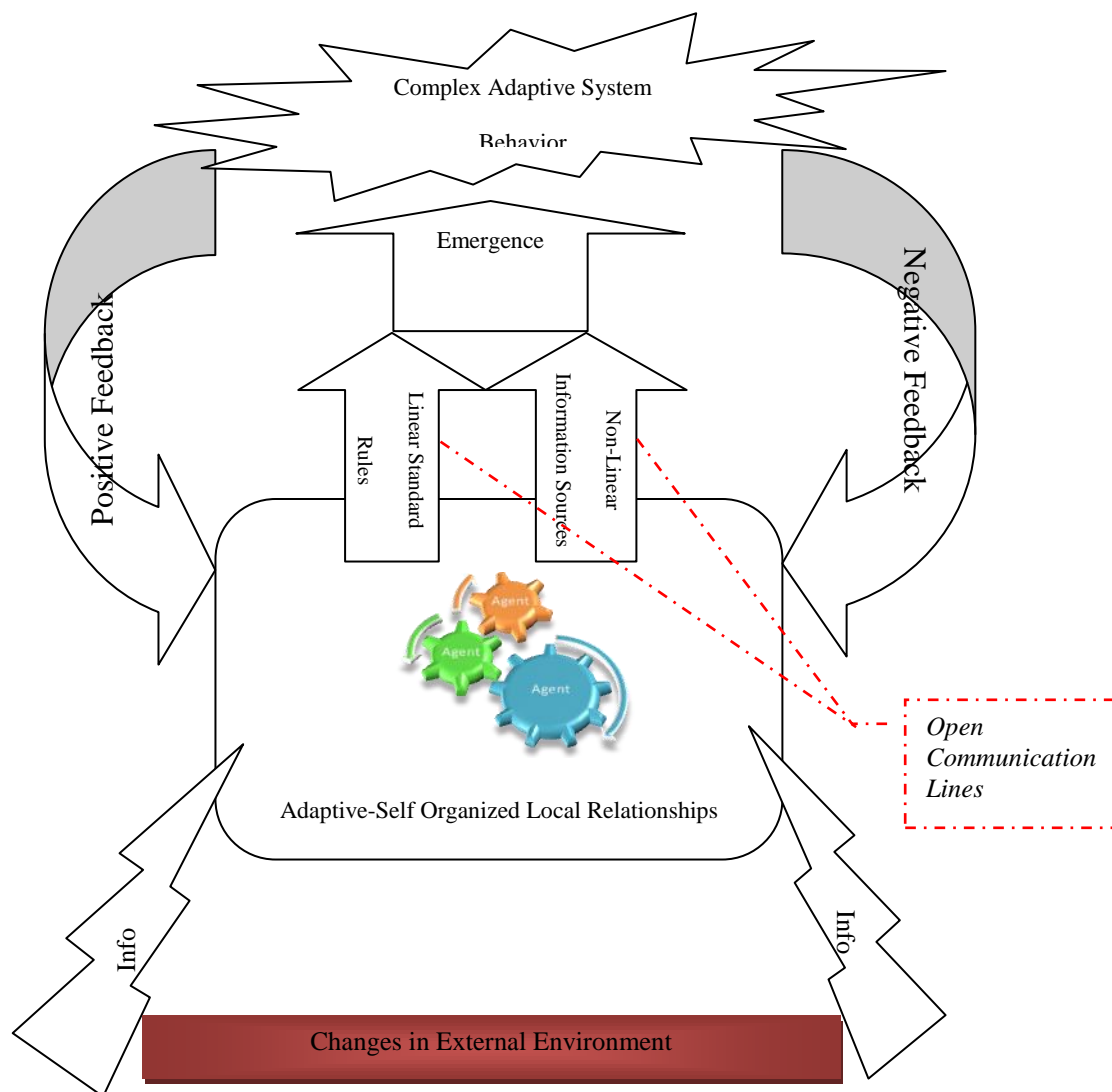 Complex Adaptive System
Behavior
Emergence
Positive Feedback
Negative Feedback
Linear Standard
Rules
Non-Linear
Information Sources
Agent
Agent
Agent
Open
Communication
Lines
Adaptive-Self Organized Local Relationships
Info
Info
Changes in External Environment